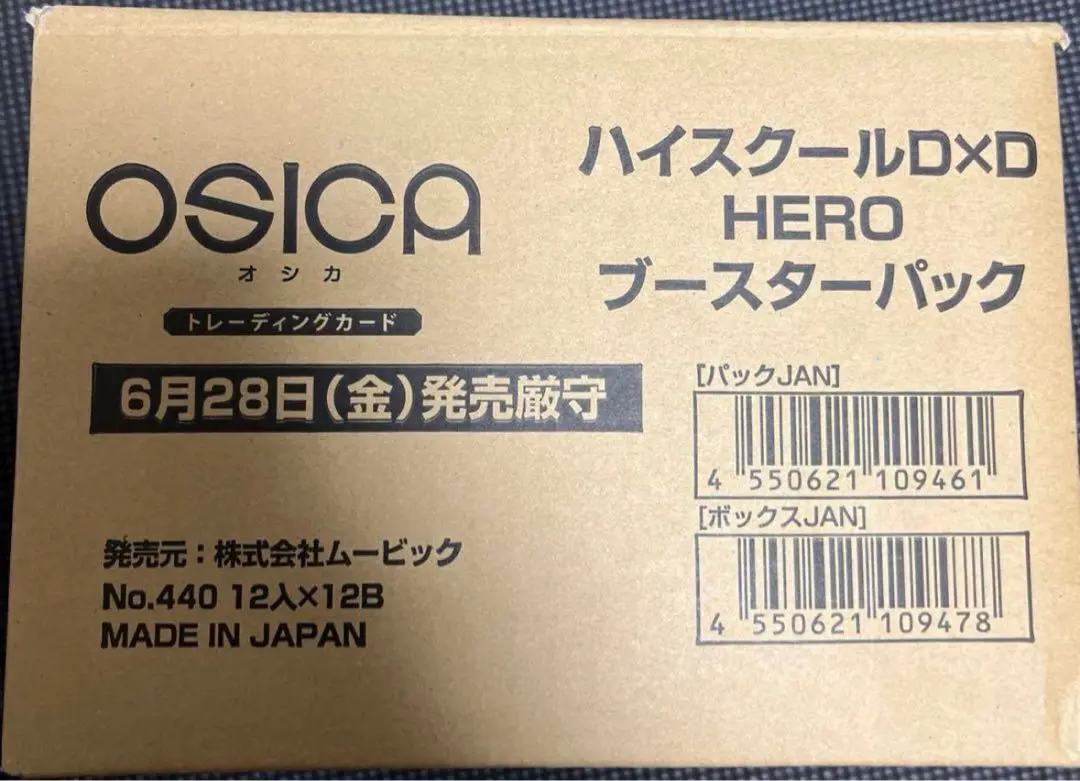 OSICA
オシカ
トレーディングカード
6月28日(金)発売厳守
発売元:株式会社ムービック
No.440 12入×12B
MADE IN JAPAN
ハイスクールD×D
HERO
ブースターパック
[パックJAN]
4 550621 109461
[ボックスJAN]
4 550621 109478